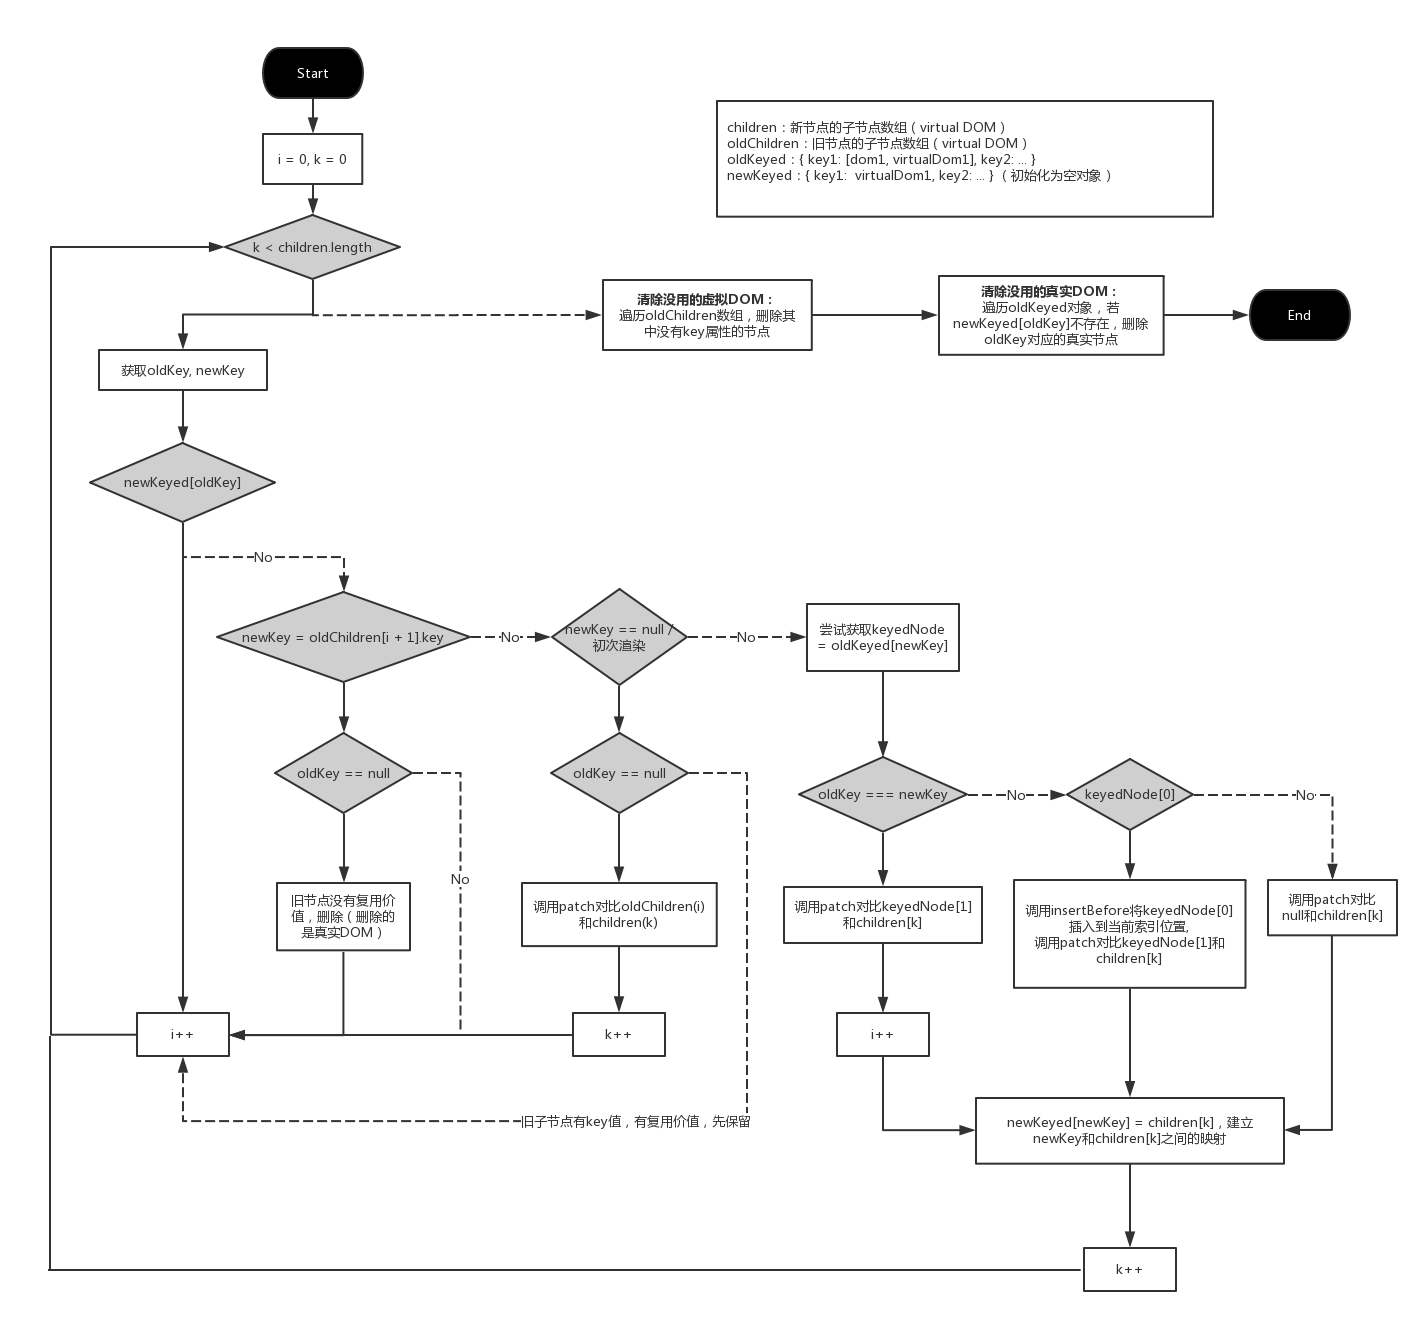 Start
children：新节点的子节点数组（virtual DOM）
oldChildren：旧节点的子节点数组（virtual DOM）
oldKeyed：{ key1: [dom1, virtualDom1], key2: ... }
newKeyed：{ key1:  virtualDom1, key2: ... }（初始化为空对象）
i = 0, k = 0
k < children.length
清除没用的虚拟DOM：
遍历oldChildren数组，删除其
中没有key属性的节点
清除没用的真实DOM：
遍历oldKeyed对象，若
newKeyed[oldKey]不存在，删除
oldKey对应的真实节点
End
获取oldKey, newKey
newKeyed[oldKey]
No
newKey = oldChildren[i + 1].key
No
newKey == null /
初次渲染
No
尝试获取keyedNode
= oldKeyed[newKey]
oldKey == null
oldKey == null
oldKey === newKey
No
keyedNode[0]
No
No
旧节点没有复用价
值，删除（删除的
是真实DOM）
调用patch对比oldChildren(i)
和children(k)
调用patch对比keyedNode[1]
和children[k]
调用insertBefore将keyedNode[0]
插入到当前索引位置,
调用patch对比keyedNode[1]和
children[k]
调用patch对比
null和children[k]
i++
k++
i++
旧子节点有key值，有复用价值，先保留
newKeyed[newKey] = children[k]，建立
newKey和children[k]之间的映射
k++